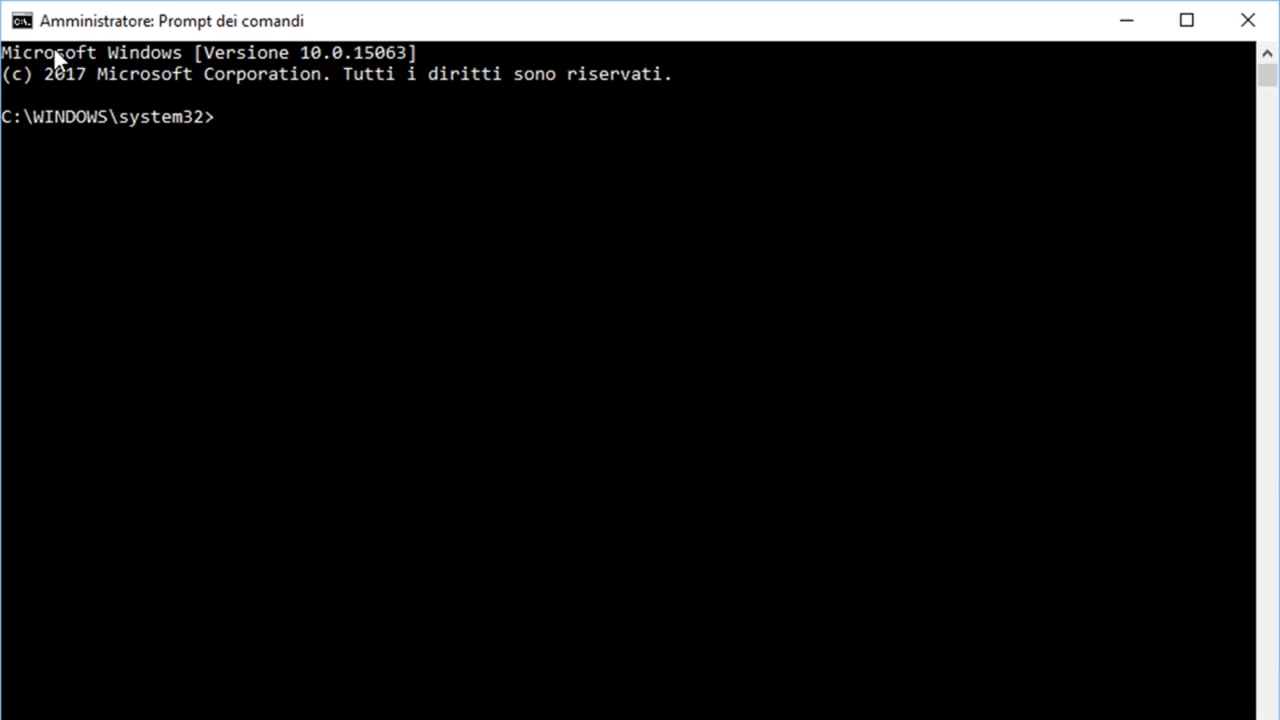 Amministratore: Prompt dei comandi
Microsoft Windows [Versione 10.0.15063]
(c) 2017 Microsoft Corporation. Tutti i diritti sono riservati.
C:\WINDOWS\system32>